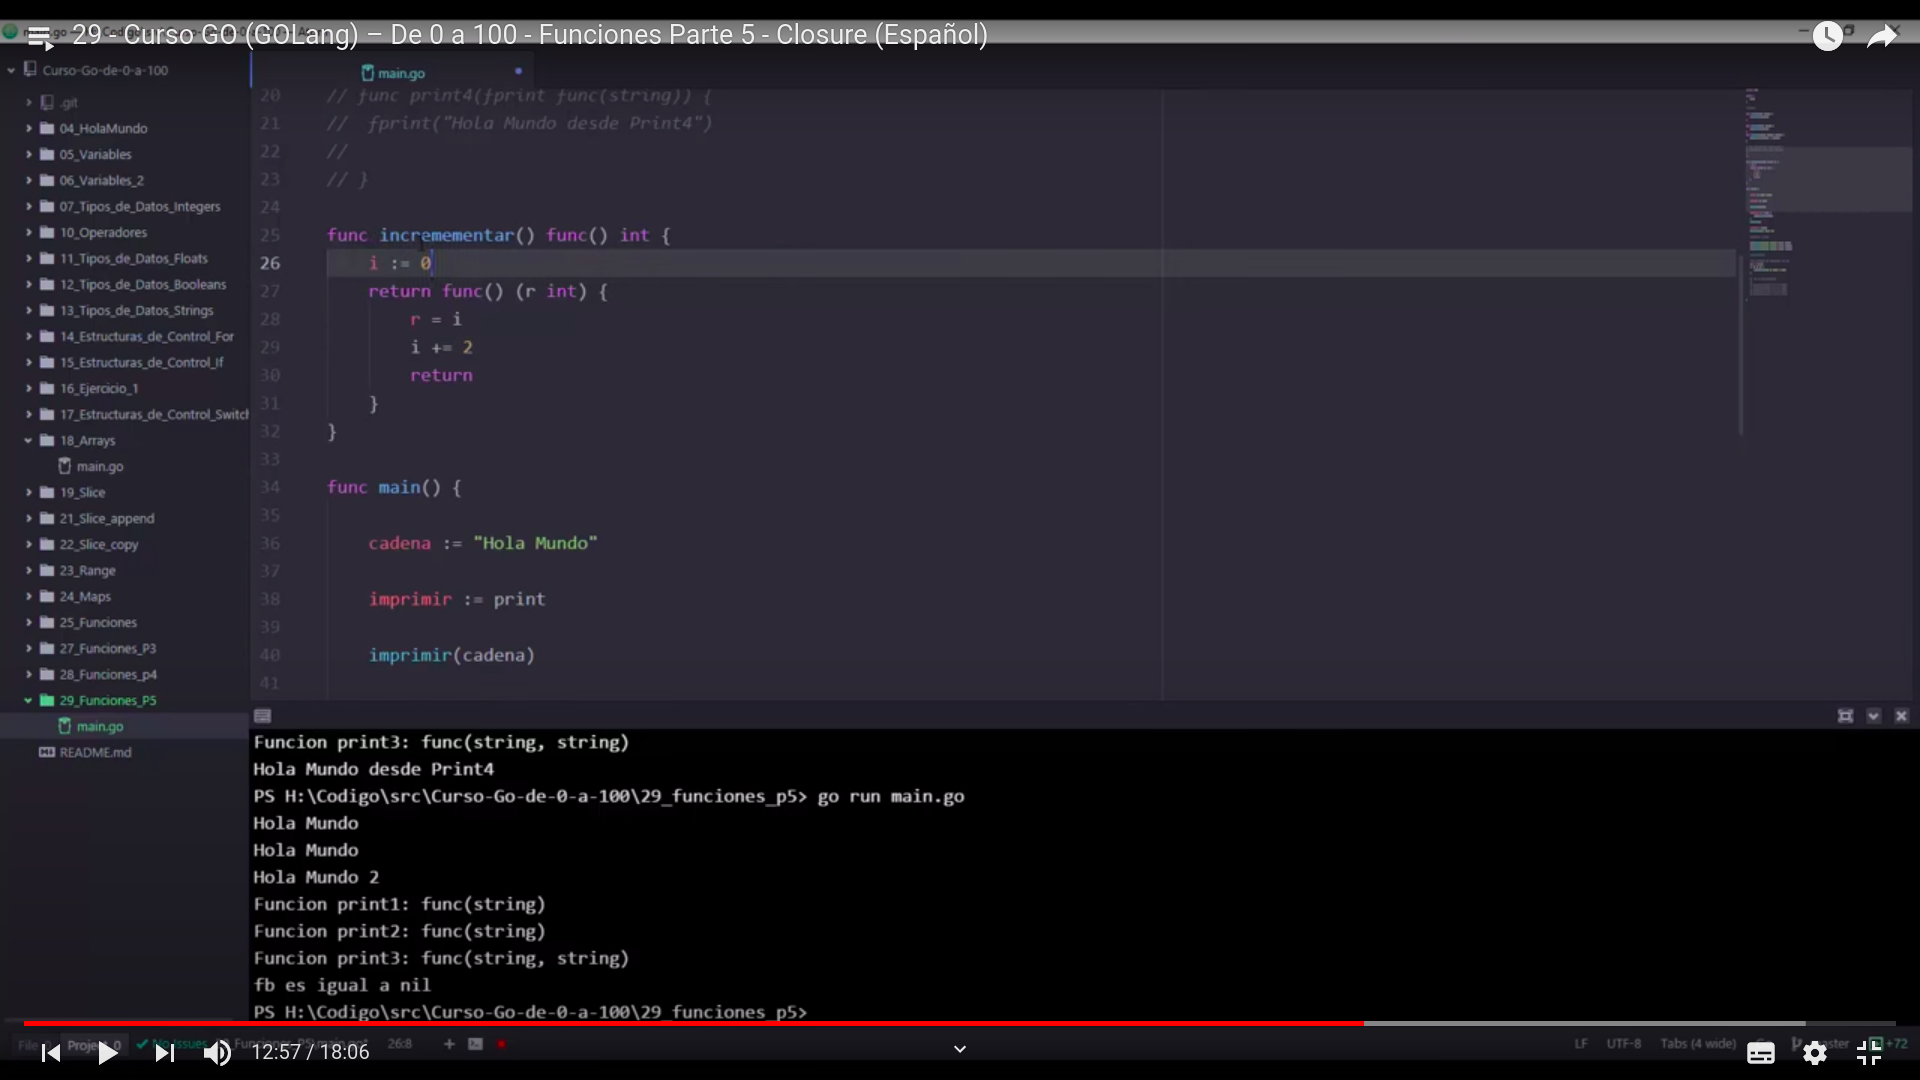 29 - Curso GO (GOLang) – De 0 a 100 - Funciones Parte 5 - Closure (Español)
Curso-Go-de-0-a-100
main.go
.git
04_HolaMundo
05_Variables
06_Variables_2
07_Tipos_de_Datos_Integers
10_Operadores
11_Tipos_de_Datos_Floats
12_Tipos_de_Datos_Booleans
13_Tipos_de_Datos_Strings
14_Estructuras_de_Control_For
15_Estructuras_de_Control_If
16_Ejercicio_1
17_Estructuras_de_Control_Switch
18_Arrays
main.go
19_Slice
21_Slice_append
22_Slice_copy
23_Range
24_Maps
25_Funciones
27_Funciones_P3
28_Funciones_p4
29_Funciones_P5
main.go
README.md
20 // func print4(fprint func(string)) {
21 // fprint("Hola Mundo desde Print4")
22 //
23 // }
24
25 func incremementar() func() int {
26 i := 0
27 return func() (r int) {
28 r = i
29 i += 2
30 return
31 }
32 }
33
34 func main() {
35
36 cadena := "Hola Mundo"
37
38 imprimir := print
39
40 imprimir(cadena)
41
Funcion print3: func(string, string)
Hola Mundo desde Print4
PS H:\Codigo\src\Curso-Go-de-0-a-100\29_funciones_p5> go run main.go
Hola Mundo
Hola Mundo
Hola Mundo 2
Funcion print1: func(string)
Funcion print2: func(string)
Funcion print3: func(string, string)
fb es igual a nil
PS H:\Codigo\src\Curso-Go-de-0-a-100\29_funciones_p5>
File Project 0 No Issues 26:8 LF UTF-8 Tabs (4 wide) +72
12:57 / 18:06